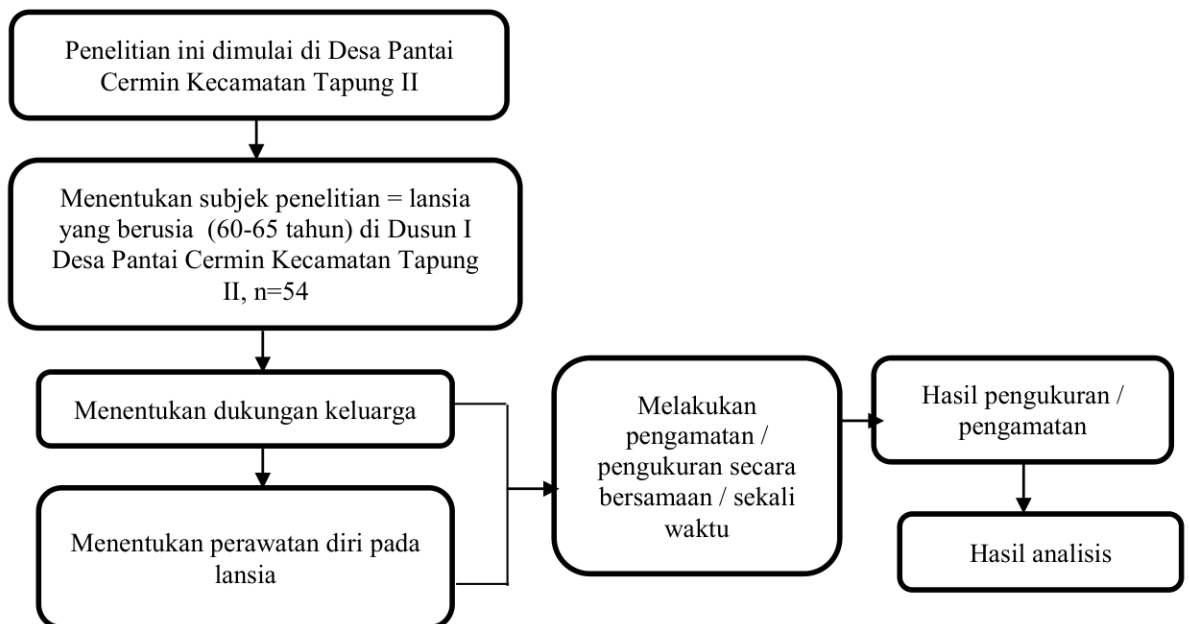 Penelitian ini dimulai di Desa Pantai
Cermin Kecamatan Tapung II
Menentukan subjek penelitian = lansia
yang berusia (60-65 tahun) di Dusun I
Desa Pantai Cermin Kecamatan Tapung
II, n=54
Menentukan dukungan keluarga
Menentukan perawatan diri pada
lansia
Melakukan
pengamatan /
pengukuran secara
bersamaan / sekali
waktu
Hasil pengukuran /
pengamatan
Hasil analisis